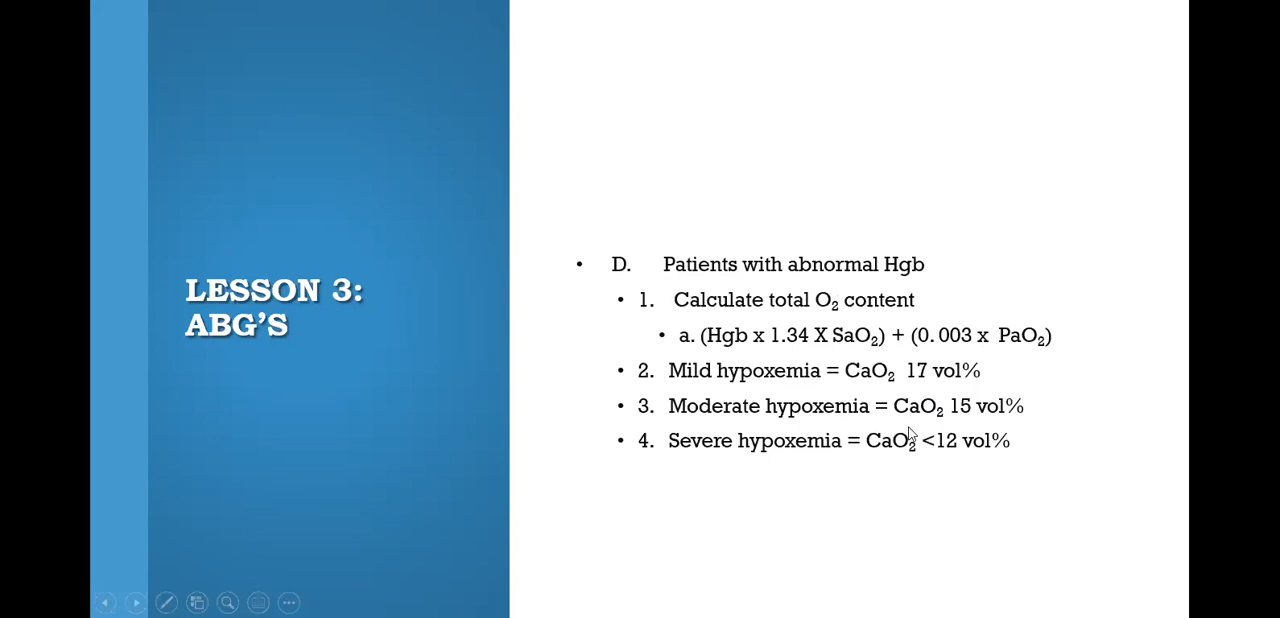 LESSON 3:
ABG'S
• D. Patients with abnormal Hgb
• 1. Calculate total O₂ content
• a. (Hgb x 1.34 X SaO₂) + (0.003 x PaO₂)
• 2. Mild hypoxemia = CaO₂ 17 vol%
• 3. Moderate hypoxemia = CaO₂ 15 vol%
• 4. Severe hypoxemia = CaO₂ <12 vol%